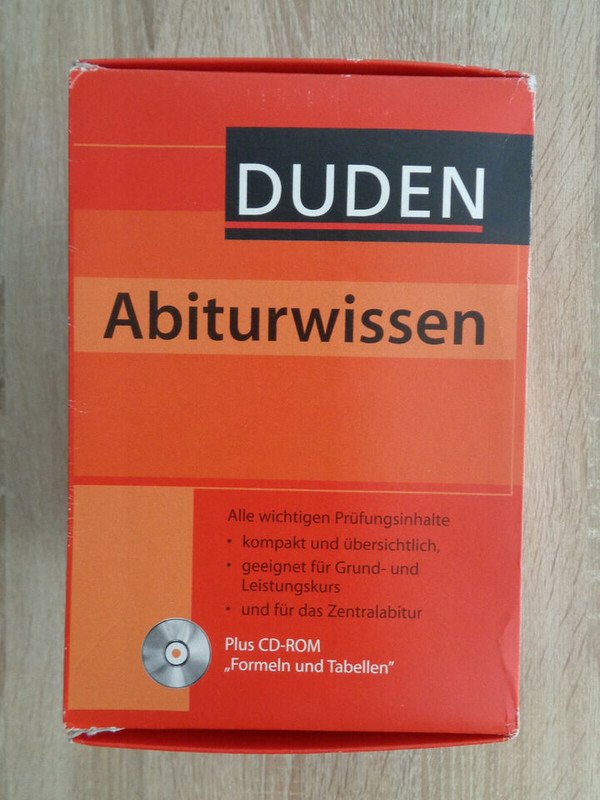 DUDEN
Abiturwissen
Alle wichtigen Prüfungsinhalte
• kompakt und übersichtlich,
• geeignet für Grund- und
Leistungskurs
• und für das Zentralabitur
Plus CD-ROM
„Formeln und Tabellen“